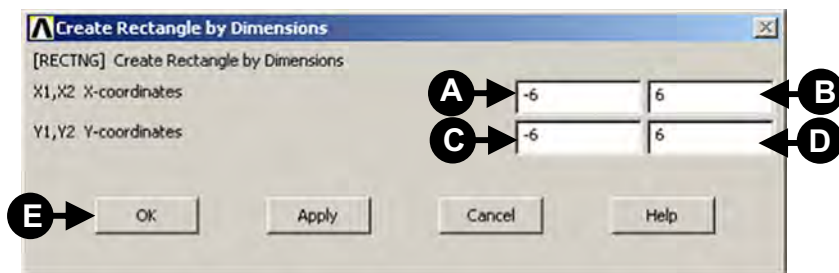 Create Rectangle by Dimensions
[RECTNG] Create Rectangle by Dimensions
X1,X2 X-coordinates A -6 6 B
Y1,Y2 Y-coordinates C -6 6 D
E OK Apply Cancel Help